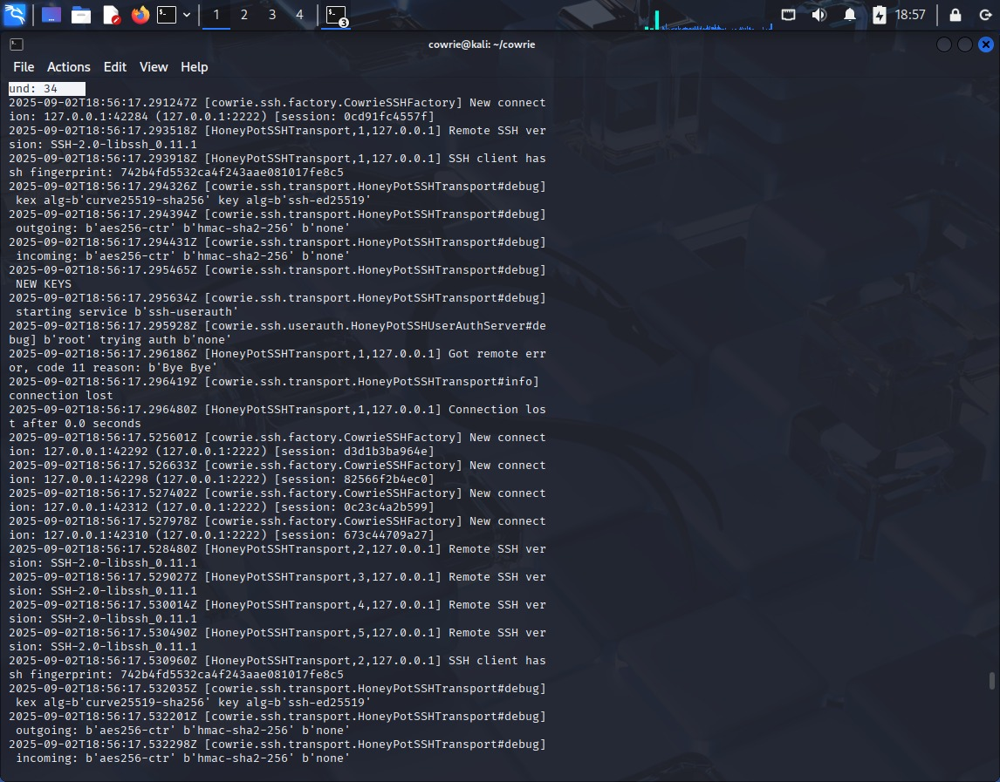 1 2 3 4 3 18:57
cowrie@kali: ~/cowrie
File Actions Edit View Help
und: 34
2025-09-02T18:56:17.291247Z [cowrie.ssh.factory.CowrieSSHFactory] New connect
ion: 127.0.0.1:42284 (127.0.0.1:2222) [session: 0cd91fc4557f]
2025-09-02T18:56:17.293518Z [HoneyPotSSHTransport,1,127.0.0.1] Remote SSH ver
sion: SSH-2.0-libssh_0.11.1
2025-09-02T18:56:17.293918Z [HoneyPotSSHTransport,1,127.0.0.1] SSH client has
sh fingerprint: 742b4fd5532ca4f243aae081017fe8c5
2025-09-02T18:56:17.294326Z [cowrie.ssh.transport.HoneyPotSSHTransport#debug]
 kex alg=b'curve25519-sha256' key alg=b'ssh-ed25519'
2025-09-02T18:56:17.294394Z [cowrie.ssh.transport.HoneyPotSSHTransport#debug]
 outgoing: b'aes256-ctr' b'hmac-sha2-256' b'none'
2025-09-02T18:56:17.294431Z [cowrie.ssh.transport.HoneyPotSSHTransport#debug]
 incoming: b'aes256-ctr' b'hmac-sha2-256' b'none'
2025-09-02T18:56:17.295465Z [cowrie.ssh.transport.HoneyPotSSHTransport#debug]
 NEW KEYS
2025-09-02T18:56:17.295634Z [cowrie.ssh.transport.HoneyPotSSHTransport#debug]
 starting service b'ssh-userauth'
2025-09-02T18:56:17.295928Z [cowrie.ssh.userauth.HoneyPotSSHUserAuthServer#de
bug] b'root' trying auth b'none'
2025-09-02T18:56:17.296186Z [HoneyPotSSHTransport,1,127.0.0.1] Got remote err
or, code 11 reason: b'Bye Bye'
2025-09-02T18:56:17.296419Z [cowrie.ssh.transport.HoneyPotSSHTransport#info]
connection lost
2025-09-02T18:56:17.296480Z [HoneyPotSSHTransport,1,127.0.0.1] Connection los
t after 0.0 seconds
2025-09-02T18:56:17.525601Z [cowrie.ssh.factory.CowrieSSHFactory] New connect
ion: 127.0.0.1:42292 (127.0.0.1:2222) [session: d3d1b3ba964e]
2025-09-02T18:56:17.526633Z [cowrie.ssh.factory.CowrieSSHFactory] New connect
ion: 127.0.0.1:42298 (127.0.0.1:2222) [session: 82566f2b4ec0]
2025-09-02T18:56:17.527402Z [cowrie.ssh.factory.CowrieSSHFactory] New connect
ion: 127.0.0.1:42312 (127.0.0.1:2222) [session: 0c23c4a2b599]
2025-09-02T18:56:17.527978Z [cowrie.ssh.factory.CowrieSSHFactory] New connect
ion: 127.0.0.1:42310 (127.0.0.1:2222) [session: 673c44709a27]
2025-09-02T18:56:17.528480Z [HoneyPotSSHTransport,2,127.0.0.1] Remote SSH ver
sion: SSH-2.0-libssh_0.11.1
2025-09-02T18:56:17.529027Z [HoneyPotSSHTransport,3,127.0.0.1] Remote SSH ver
sion: SSH-2.0-libssh_0.11.1
2025-09-02T18:56:17.530014Z [HoneyPotSSHTransport,4,127.0.0.1] Remote SSH ver
sion: SSH-2.0-libssh_0.11.1
2025-09-02T18:56:17.530490Z [HoneyPotSSHTransport,5,127.0.0.1] Remote SSH ver
sion: SSH-2.0-libssh_0.11.1
2025-09-02T18:56:17.530960Z [HoneyPotSSHTransport,2,127.0.0.1] SSH client has
sh fingerprint: 742b4fd5532ca4f243aae081017fe8c5
2025-09-02T18:56:17.532035Z [cowrie.ssh.transport.HoneyPotSSHTransport#debug]
 kex alg=b'curve25519-sha256' key alg=b'ssh-ed25519'
2025-09-02T18:56:17.532201Z [cowrie.ssh.transport.HoneyPotSSHTransport#debug]
 outgoing: b'aes256-ctr' b'hmac-sha2-256' b'none'
2025-09-02T18:56:17.532298Z [cowrie.ssh.transport.HoneyPotSSHTransport#debug]
 incoming: b'aes256-ctr' b'hmac-sha2-256' b'none'